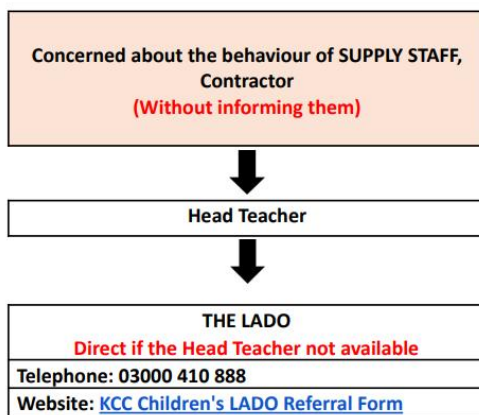 Concerned about the behaviour of SUPPLY STAFF,
Contractor
(Without informing them)
Head Teacher
THE LADO
Direct if the Head Teacher not available
Telephone: 03000 410 888
Website: KCC Children's LADO Referral Form